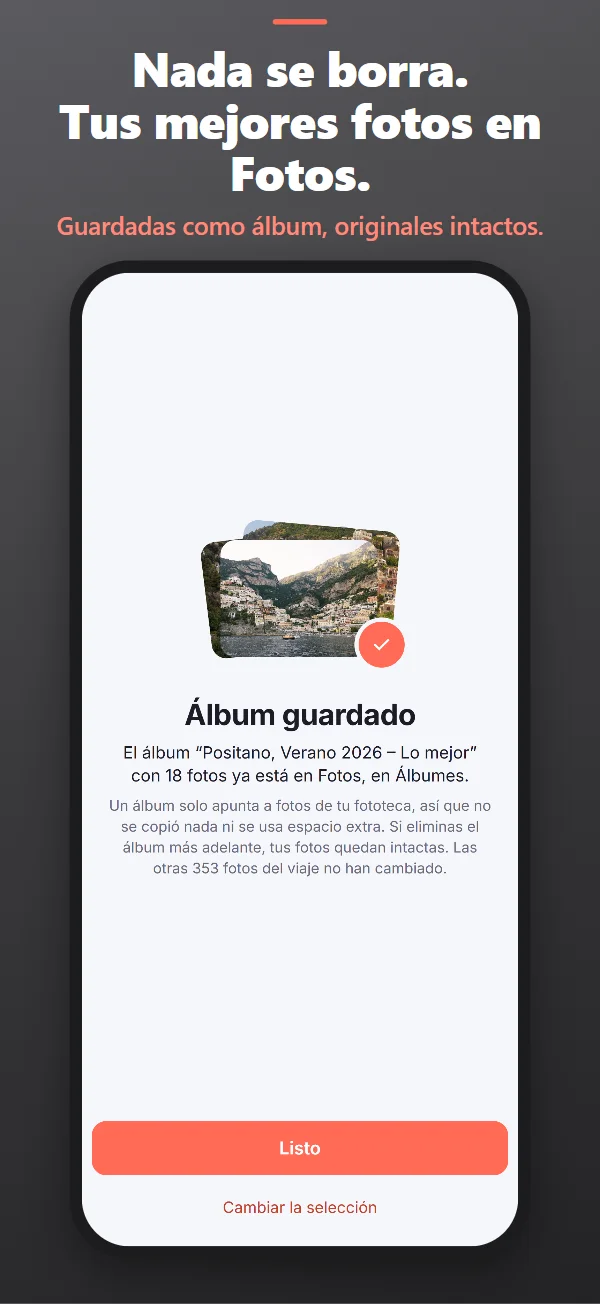 Nada se borra.
Tus mejores fotos en
Fotos.
Guardadas como álbum, originales intactos.
Álbum guardado
El álbum “Positano, Verano 2026 – Lo mejor”
con 18 fotos ya está en Fotos, en Álbumes.
Un álbum solo apunta a fotos de tu fototeca, así que no
se copió nada ni se usa espacio extra. Si eliminas el
álbum más adelante, tus fotos quedan intactas. Las
otras 353 fotos del viaje no han cambiado.
Listo
Cambiar la selección